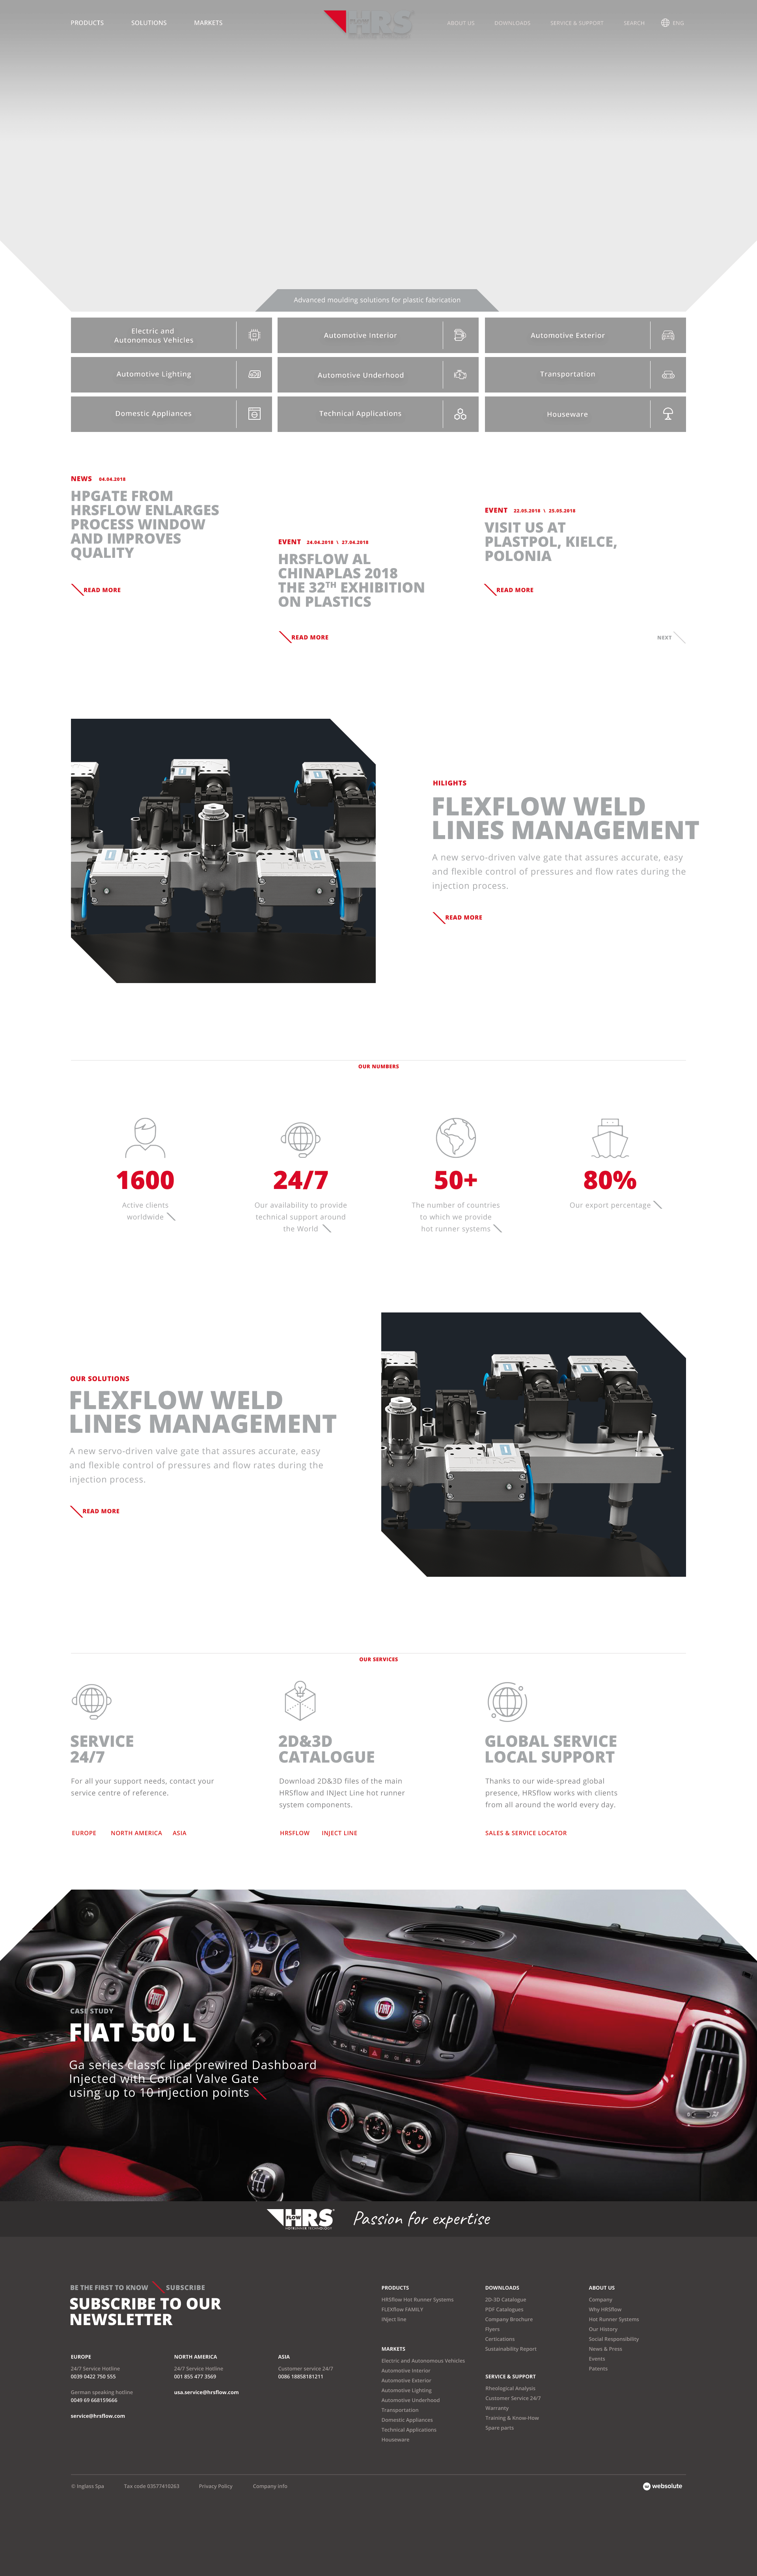 PRODUCTS SOLUTIONS MARKETS
HRS
ABOUT US DOWNLOADS SERVICE & SUPPORT SEARCH ENG
Advanced moulding solutions for plastic fabrication
Electric and
Autonomous Vehicles
Automotive Interior
Automotive Exterior
Automotive Lighting
Automotive Underhood
Transportation
Domestic Appliances
Technical Applications
Houseware
NEWS 04.04.2018
HPGATE FROM
HRSFLOW ENLARGES
PROCESS WINDOW
AND IMPROVES
QUALITY
READ MORE
EVENT 24.04.2018 \ 27.04.2018
HRSFLOW AL
CHINAPLAS 2018
THE 32TH EXHIBITION
ON PLASTICS
READ MORE
EVENT 22.05.2018 \ 25.05.2018
VISIT US AT
PLASTPOL, KIELCE,
POLONIA
READ MORE
NEXT
HILIGHTS
FLEXFLOW WELD
LINES MANAGEMENT
A new servo-driven valve gate that assures accurate, easy
and flexible control of pressures and flow rates during the
injection process.
READ MORE
OUR NUMBERS
1600
Active clients
worldwide
24/7
Our availability to provide
technical support around
the World
50+
The number of countries
to which we provide
hot runner systems
80%
Our export percentage
OUR SOLUTIONS
FLEXFLOW WELD
LINES MANAGEMENT
A new servo-driven valve gate that assures accurate, easy
and flexible control of pressures and flow rates during the
injection process.
READ MORE
OUR SERVICES
SERVICE
24/7
For all your support needs, contact your
service centre of reference.
EUROPE NORTH AMERICA ASIA
2D&3D
CATALOGUE
Download 2D&3D files of the main
HRSflow and INject Line hot runner
system components.
HRSFLOW INJECT LINE
GLOBAL SERVICE
LOCAL SUPPORT
Thanks to our wide-spread global
presence, HRSflow works with clients
from all around the world every day.
SALES & SERVICE LOCATOR
FIAT
FIAT
CASE STUDY
FIAT 500 L
Ga series classic line prewired Dashboard
Injected with Conical Valve Gate
using up to 10 injection points
FLOW HRS
HOTRUNNER TECHNOLOGY
Passion for expertise
BE THE FIRST TO KNOW SUBSCRIBE
SUBSCRIBE TO OUR
NEWSLETTER
EUROPE
24/7 Service Hotline
0039 0422 750 555
German speaking hotline
0049 69 668159666
service@hrsflow.com
NORTH AMERICA
24/7 Service Hotline
001 855 477 3569
usa.service@hrsflow.com
ASIA
Customer service 24/7
0086 18858181211
PRODUCTS
HRSflow Hot Runner Systems
FLEXflow FAMILY
INject line
MARKETS
Electric and Autonomous Vehicles
Automotive Interior
Automotive Exterior
Automotive Lighting
Automotive Underhood
Transportation
Domestic Appliances
Technical Applications
Houseware
DOWNLOADS
2D-3D Catalogue
PDF Catalogues
Company Brochure
Flyers
Certications
Sustainability Report
SERVICE & SUPPORT
Rheological Analysis
Customer Service 24/7
Warranty
Training & Know-How
Spare parts
ABOUT US
Company
Why HRSflow
Hot Runner Systems
Our History
Social Responsibility
News & Press
Events
Patents
© Inglass Spa Tax code 03577410263 Privacy Policy Company info
websolute